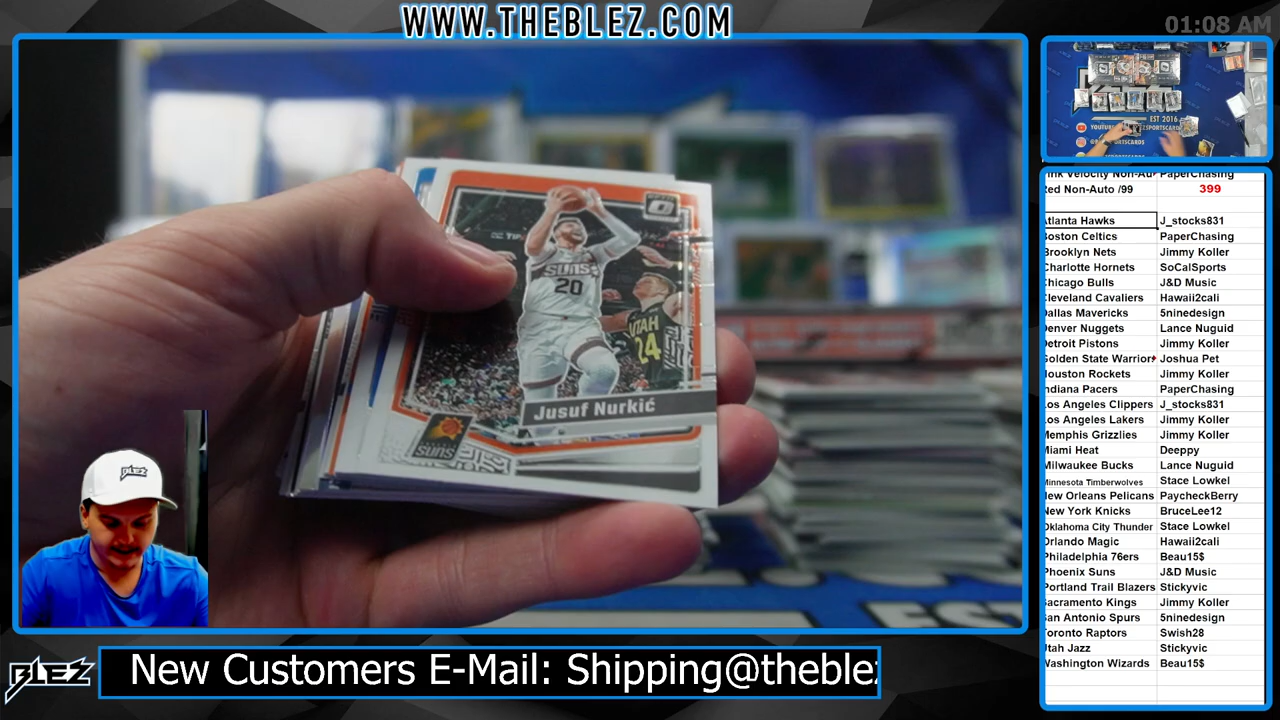 WWW.THEBLEZ.COM
01:08 AM
SUNS
20
UTAH
24
Jusuf Nurkić
SUNS
BLEZ
EST 2016
Red Non-Auto /99 399
Atlanta Hawks J_stocks831
Boston Celtics PaperChasing
Brooklyn Nets Jimmy Koller
Charlotte Hornets SoCalSports
Chicago Bulls J&D Music
Cleveland Cavaliers Hawaii2cali
Dallas Mavericks 5ninedesign
Denver Nuggets Lance Nuguid
Detroit Pistons Jimmy Koller
Golden State Warriors Joshua Pet
Houston Rockets Jimmy Koller
Indiana Pacers PaperChasing
Los Angeles Clippers J_stocks831
Los Angeles Lakers Jimmy Koller
Memphis Grizzlies Jimmy Koller
Miami Heat Deeppy
Milwaukee Bucks Lance Nuguid
Minnesota Timberwolves Stace Lowkel
New Orleans Pelicans PaycheckBerry
New York Knicks BruceLee12
Oklahoma City Thunder Stace Lowkel
Orlando Magic Hawaii2cali
Philadelphia 76ers Beau15$
Phoenix Suns J&D Music
Portland Trail Blazers Stickyvic
Sacramento Kings Jimmy Koller
San Antonio Spurs 5ninedesign
Toronto Raptors Swish28
Utah Jazz Stickyvic
Washington Wizards Beau15$
BLEZ
New Customers E-Mail: Shipping@theblez